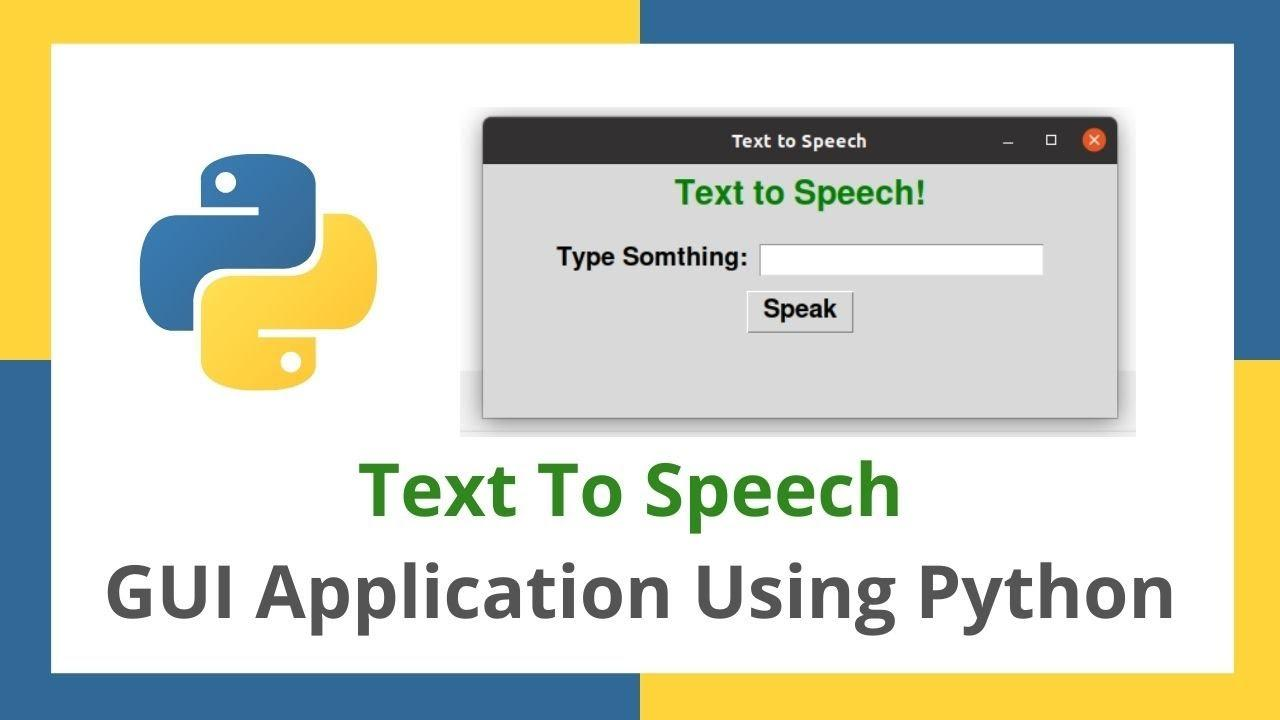 Text to Speech
Text to Speech!
Type Somthing:
Speak
Text To Speech
GUI Application Using Python